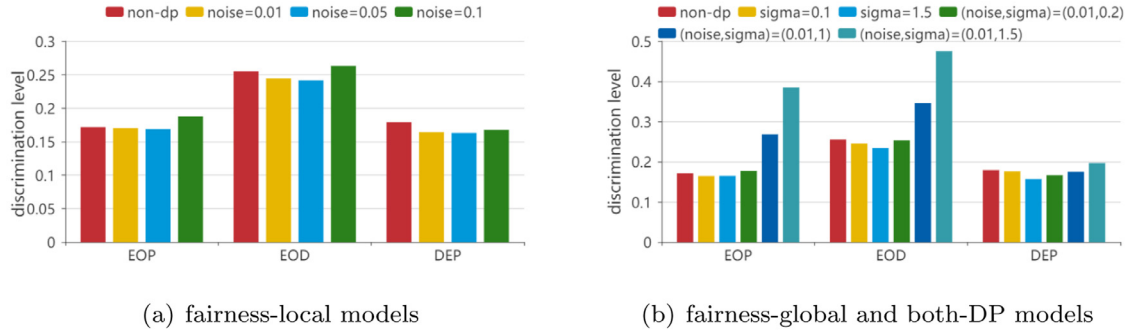 non-dp noise=0.01 noise=0.05 noise=0.1
discrimination level
0.3
0.25
0.2
0.15
0.1
0.05
0
EOP EOD DEP
(a) fairness-local models
non-dp sigma=0.1 sigma=1.5 (noise,sigma)=(0.01,0.2)
(noise,sigma)=(0.01,1) (noise,sigma)=(0.01,1.5)
discrimination level
0.5
0.4
0.3
0.2
0.1
0
EOP EOD DEP
(b) fairness-global and both-DP models